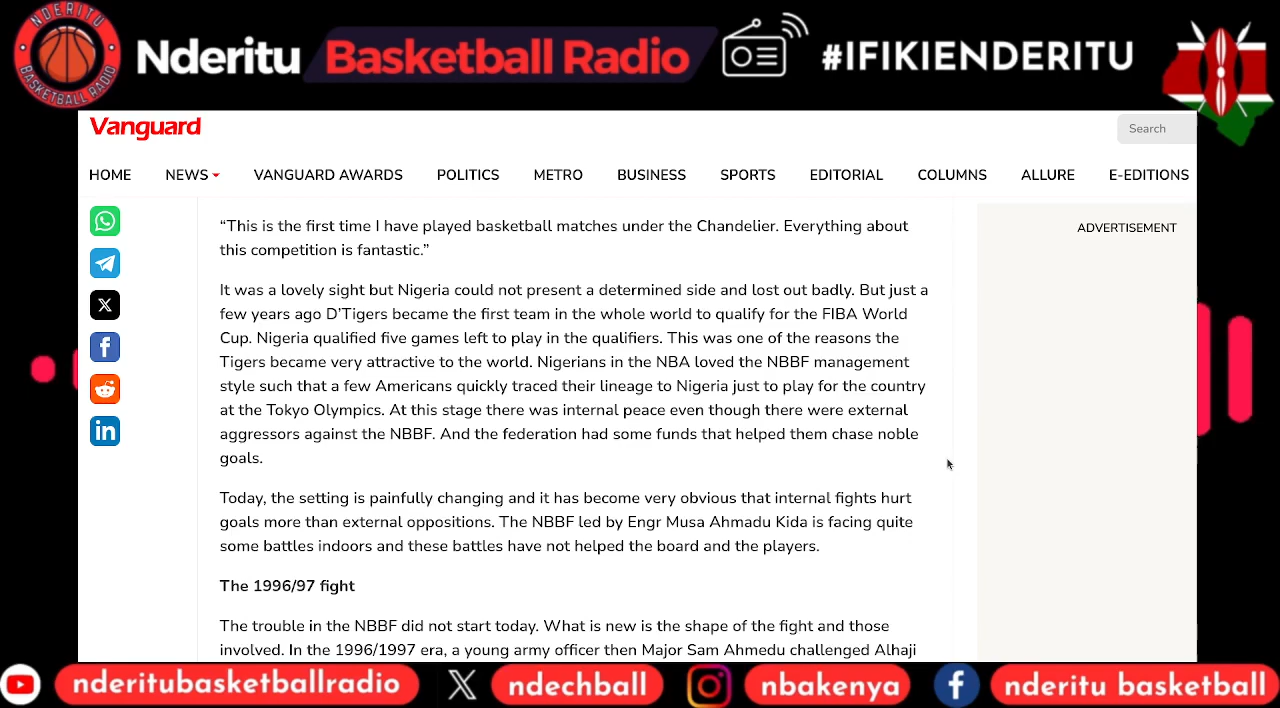 NDERITU
BASKETBALL RADIO
Nderitu Basketball Radio
#IFIKIENDERITU
Vanguard
Search
HOME NEWS VANGUARD AWARDS POLITICS METRO BUSINESS SPORTS EDITORIAL COLUMNS ALLURE E-EDITIONS
ADVERTISEMENT
“This is the first time I have played basketball matches under the Chandelier. Everything about
this competition is fantastic.”
It was a lovely sight but Nigeria could not present a determined side and lost out badly. But just a
few years ago D’Tigers became the first team in the whole world to qualify for the FIBA World
Cup. Nigeria qualified five games left to play in the qualifiers. This was one of the reasons the
Tigers became very attractive to the world. Nigerians in the NBA loved the NBBF management
style such that a few Americans quickly traced their lineage to Nigeria just to play for the country
at the Tokyo Olympics. At this stage there was internal peace even though there were external
aggressors against the NBBF. And the federation had some funds that helped them chase noble
goals.
Today, the setting is painfully changing and it has become very obvious that internal fights hurt
goals more than external oppositions. The NBBF led by Engr Musa Ahmadu Kida is facing quite
some battles indoors and these battles have not helped the board and the players.
The 1996/97 fight
The trouble in the NBBF did not start today. What is new is the shape of the fight and those
involved. In the 1996/1997 era, a young army officer then Major Sam Ahmedu challenged Alhaji
nderitubasketballradio ndechball nbakenya nderitu basketball